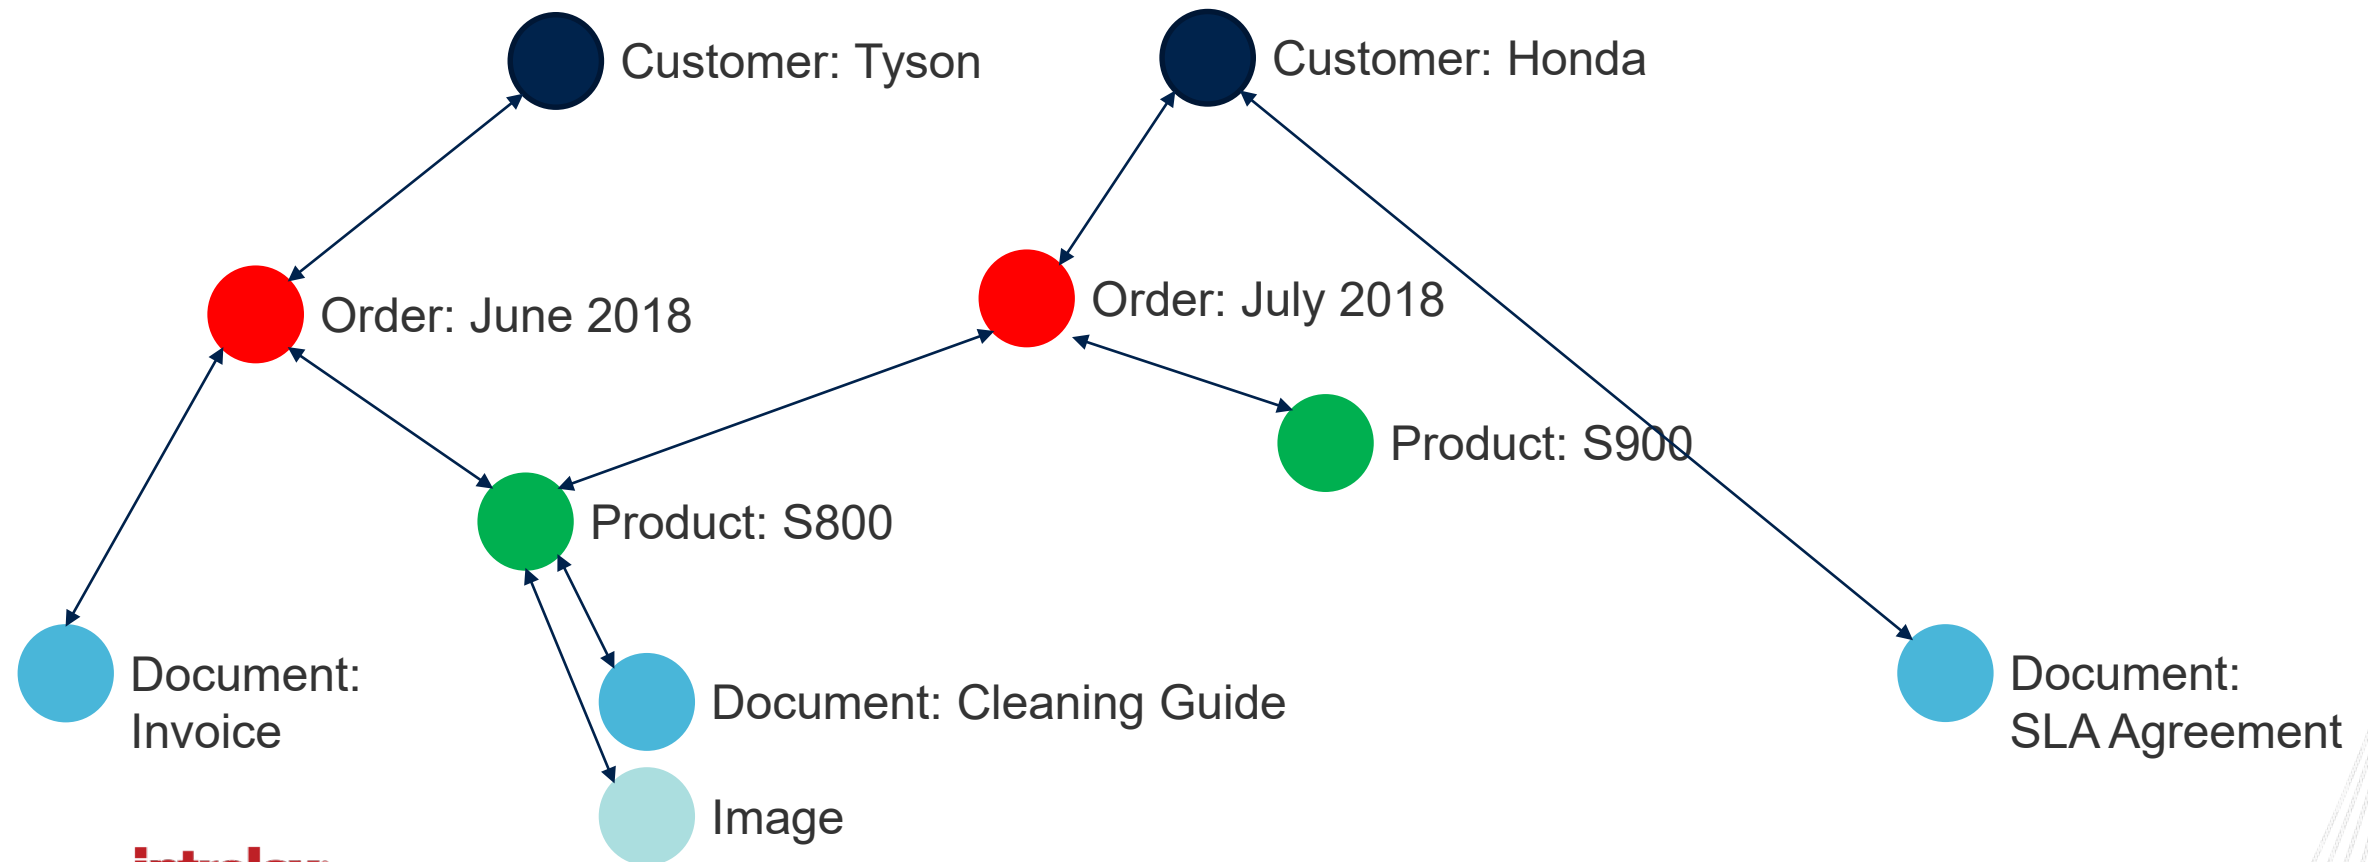 Customer: Tyson
Customer: Honda
Order: June 2018
Order: July 2018
Product: S900
Product: S800
Document:
Invoice
Document: Cleaning Guide
Document:
SLA Agreement
Image